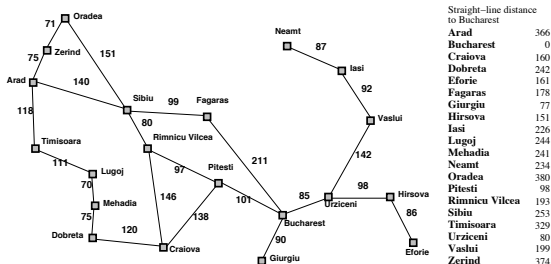 Straight−line distance
to Bucharest
Arad 366
Bucharest 0
Craiova 160
Dobreta 242
Eforie 161
Fagaras 178
Giurgiu 77
Hirsova 151
Iasi 226
Lugoj 244
Mehadia 241
Neamt 234
Oradea 380
Pitesti 98
Rimnicu Vilcea 193
Sibiu 253
Timisoara 329
Urziceni 80
Vaslui 199
Zerind 374
Oradea
71
Neamt
87
Zerind
151
75
Iasi
Arad
140
92
Sibiu
99
Fagaras
118
80
Vaslui
Rimnicu Vilcea
Timisoara
142
111
Pitesti
211
Lugoj
97
70
98
Hirsova
146
85
Mehadia
101
Urziceni
75
138
86
Bucharest
120
Dobreta
90
Craiova
Eforie
Giurgiu